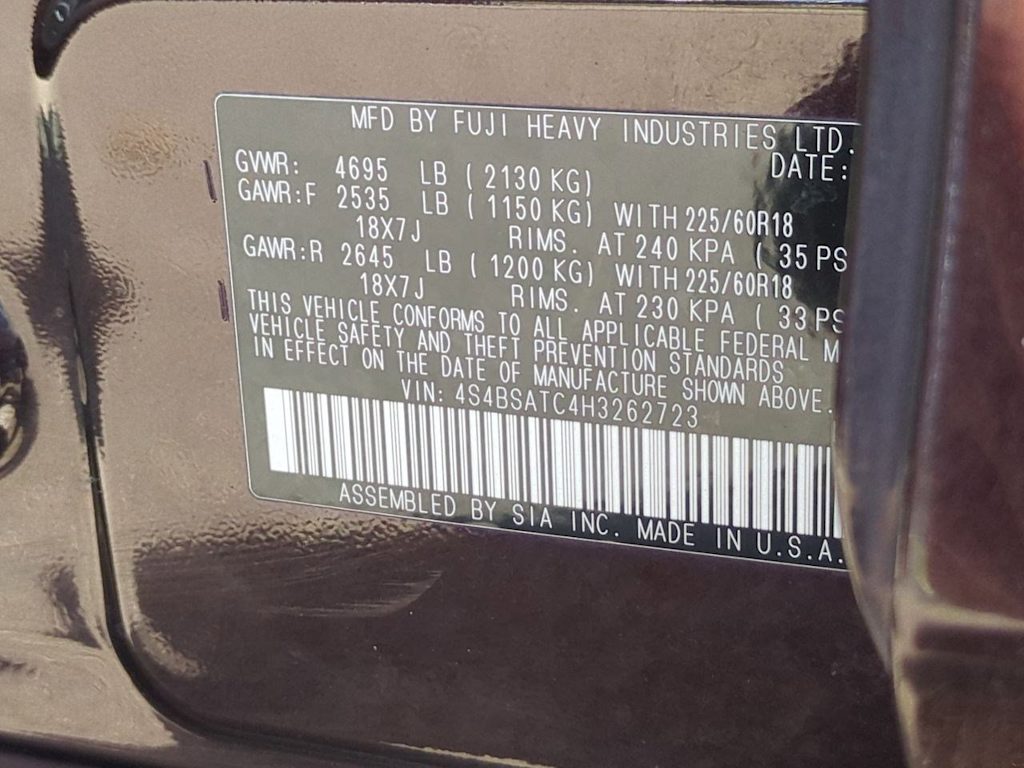 MFD BY FUJI HEAVY INDUSTRIES LTD.
DATE:
GVWR: 4695 LB (2130 KG)
GAWR:F 2535 LB (1150 KG) WITH 225/60R18
18X7J RIMS. AT 240 KPA (35 PS
GAWR:R 2645 LB (1200 KG) WITH 225/60R18
18X7J RIMS. AT 230 KPA (33 PS
THIS VEHICLE CONFORMS TO ALL APPLICABLE FEDERAL M
VEHICLE SAFETY AND THEFT PREVENTION STANDARDS
IN EFFECT ON THE DATE OF MANUFACTURE SHOWN ABOVE.
VIN: 4S4BSATC4H3262723
ASSEMBLED BY SIA INC. MADE IN U.S.A.